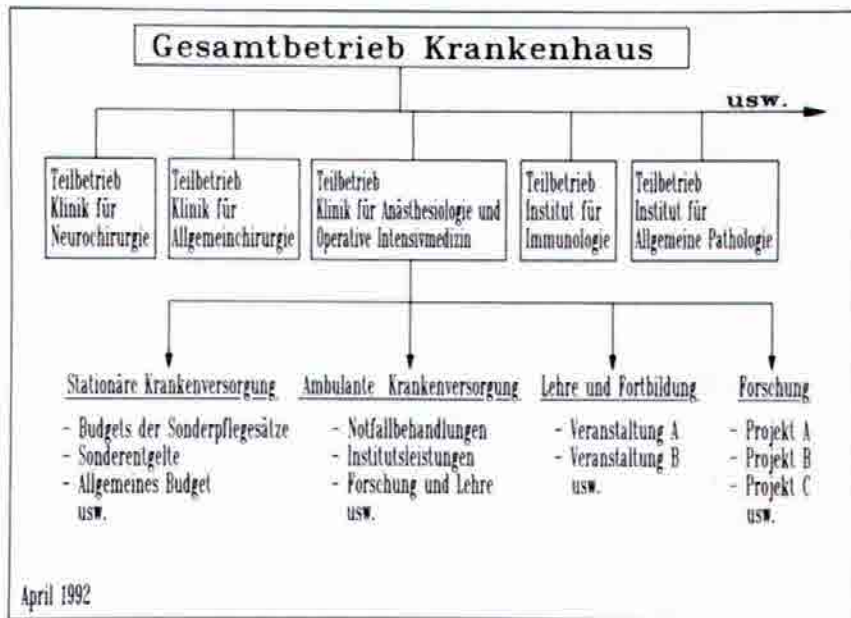 Gesamtbetrieb Krankenhaus
usw.
Teilbetrieb
Klinik für
Neurochirurgie
Teilbetrieb
Klinik für
Allgemeinchirurgie
Teilbetrieb
Klinik für Anästhesiologie und
Operative Intensivmedizin
Teilbetrieb
Institut für
Immunologie
Teilbetrieb
Institut für
Allgemeine Pathologie
Stationäre Krankenversorgung
- Budgets der Sonderpflegesätze
- Sonderentgelte
- Allgemeines Budget
usw.
Ambulante Krankenversorgung
- Notfallbehandlungen
- Institutsleistungen
- Forschung und Lehre
usw.
Lehre und Fortbildung
- Veranstaltung A
- Veranstaltung B
usw.
Forschung
- Projekt A
- Projekt B
- Projekt C
usw.
April 1992